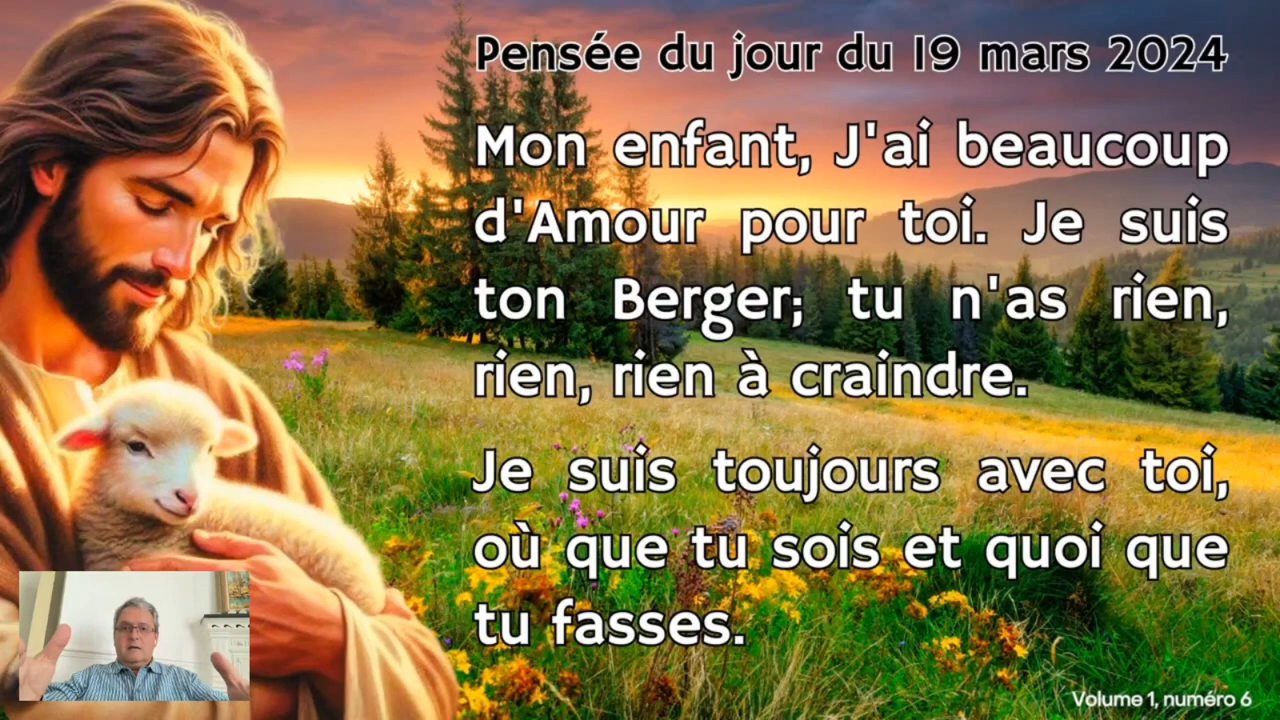 Pensée du jour du 19 mars 2024
Mon enfant, J'ai beaucoup
d'Amour pour toi. Je suis
ton Berger; tu n'as rien,
rien, rien à craindre.
Je suis toujours avec toi,
où que tu sois et quoi que
tu fasses.
Volume 1, numéro 6